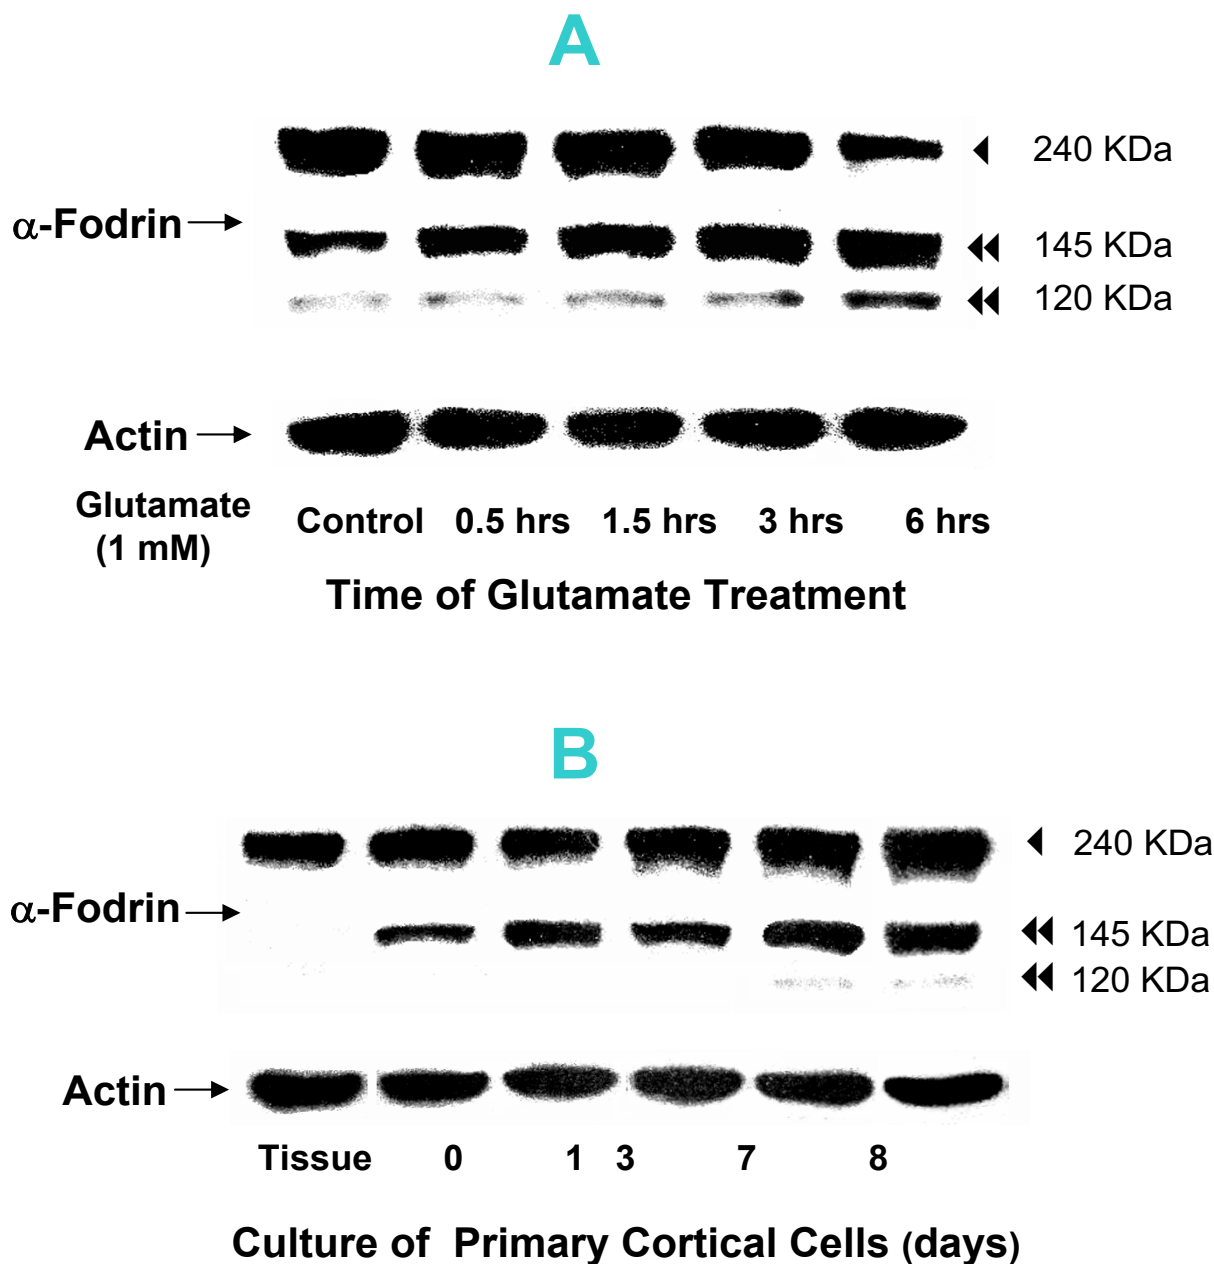 A
240 KDa
α-Fodrin
145 KDa
120 KDa
Actin
Glutamate
(1 mM)
Control 0.5 hrs 1.5 hrs 3 hrs 6 hrs
Time of Glutamate Treatment
B
240 KDa
α-Fodrin
145 KDa
120 KDa
Actin
Tissue 0 1 3 7 8
Culture of Primary Cortical Cells (days)